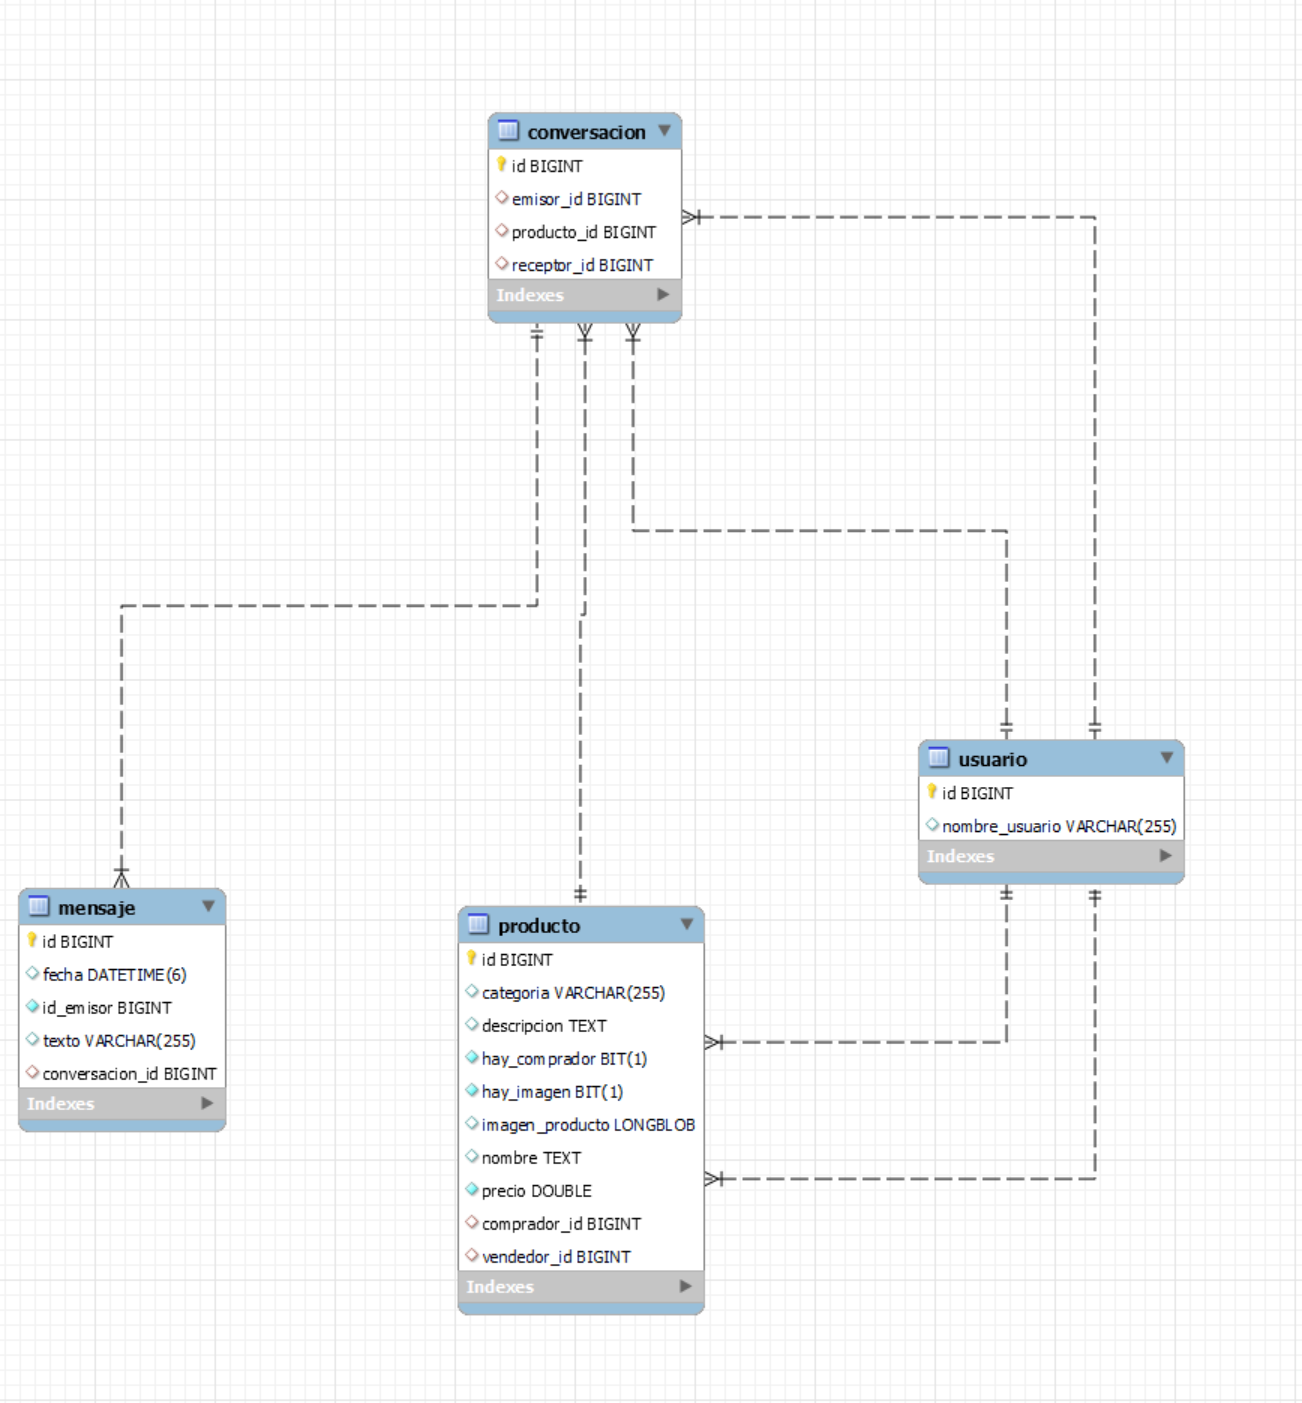 conversacion
id BIGINT
emisor_id BIGINT
producto_id BIGINT
receptor_id BIGINT
Indexes
usuario
id BIGINT
nombre_usuario VARCHAR(255)
Indexes
mensaje
id BIGINT
fecha DATETIME(6)
id_emisor BIGINT
texto VARCHAR(255)
conversacion_id BIGINT
Indexes
producto
id BIGINT
categoria VARCHAR(255)
descripcion TEXT
hay_comprador BIT(1)
hay_imagen BIT(1)
imagen_producto LONGBLOB
nombre TEXT
precio DOUBLE
comprador_id BIGINT
vendedor_id BIGINT
Indexes